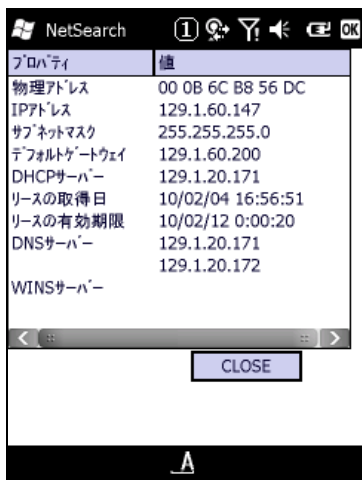 NetSearch ① OK
プロパティ 値
物理アドレス 00 0B 6C B8 56 DC
IPアドレス 129.1.60.147
サブネットマスク 255.255.255.0
デフォルトゲートウェイ 129.1.60.200
DHCPサーバー 129.1.20.171
リースの取得日 10/02/04 16:56:51
リースの有効期限 10/02/12 0:00:20
DNSサーバー 129.1.20.171
129.1.20.172
WINSサーバー
CLOSE
A